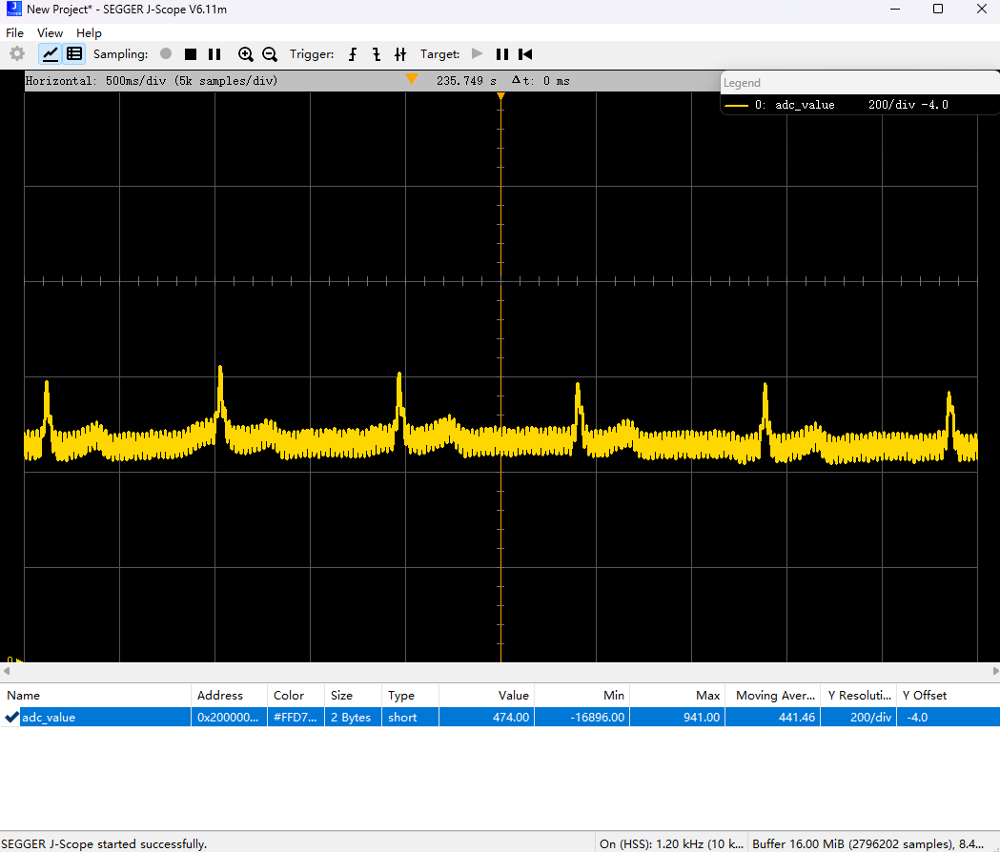 New Project* - SEGGER J-Scope V6.11m
File View Help
Sampling: Trigger: Target:
Horizontal: 500ms/div (5k samples/div) 235.749 s Δt: 0 ms
Legend
0: adc_value 200/div -4.0
0
Name Address Color Size Type Value Min Max Moving Aver... Y Resoluti... Y Offset
adc_value 0x200000... #FFD7... 2 Bytes short 474.00 -16896.00 941.00 441.46 200/div -4.0
SEGGER J-Scope started successfully. On (HSS): 1.20 kHz (10 k... Buffer 16.00 MiB (2796202 samples), 8.4...